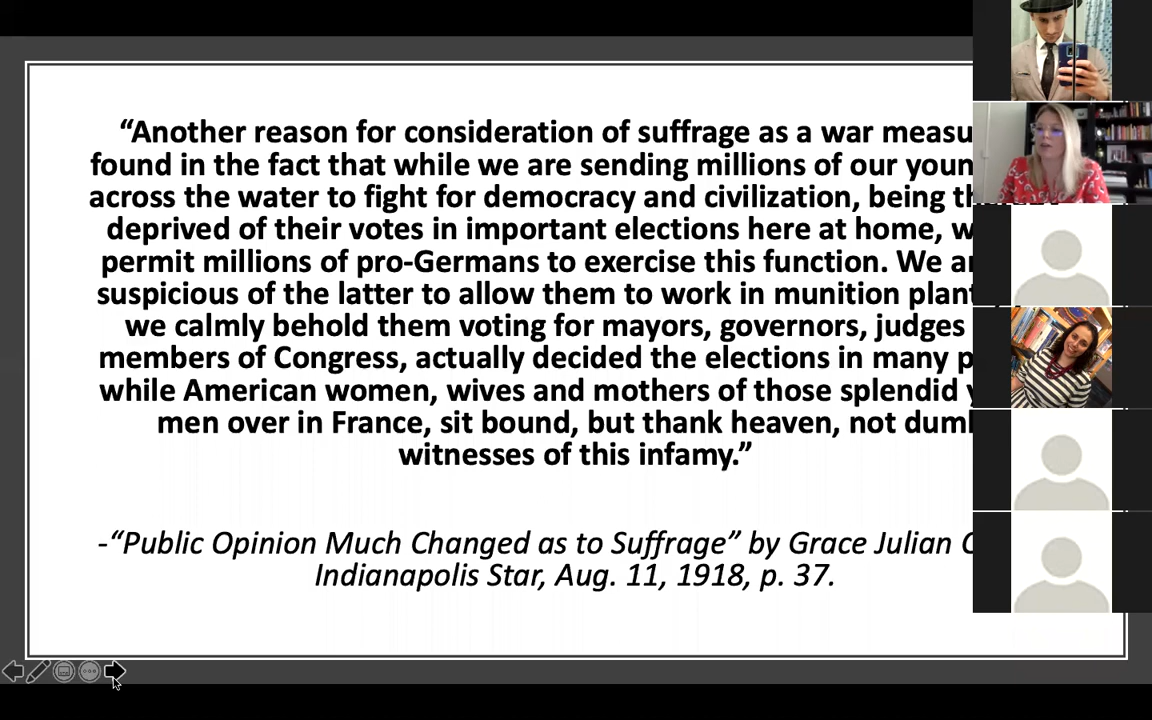 “Another reason for consideration of suffrage as a war
found in the fact that while we are sending millions of our
across the water to fight for democracy and civilization, being
deprived of their votes in important elections here at home,
permit millions of pro-Germans to exercise this function. We
suspicious of the latter to allow them to work in munition
we calmly behold them voting for mayors, governors, judges
members of Congress, actually decided the elections in many
while American women, wives and mothers of those splendid
men over in France, sit bound, but thank heaven, not
witnesses of this infamy.”
-“Public Opinion Much Changed as to Suffrage” by Grace Julian
Indianapolis Star, Aug. 11, 1918, p. 37.